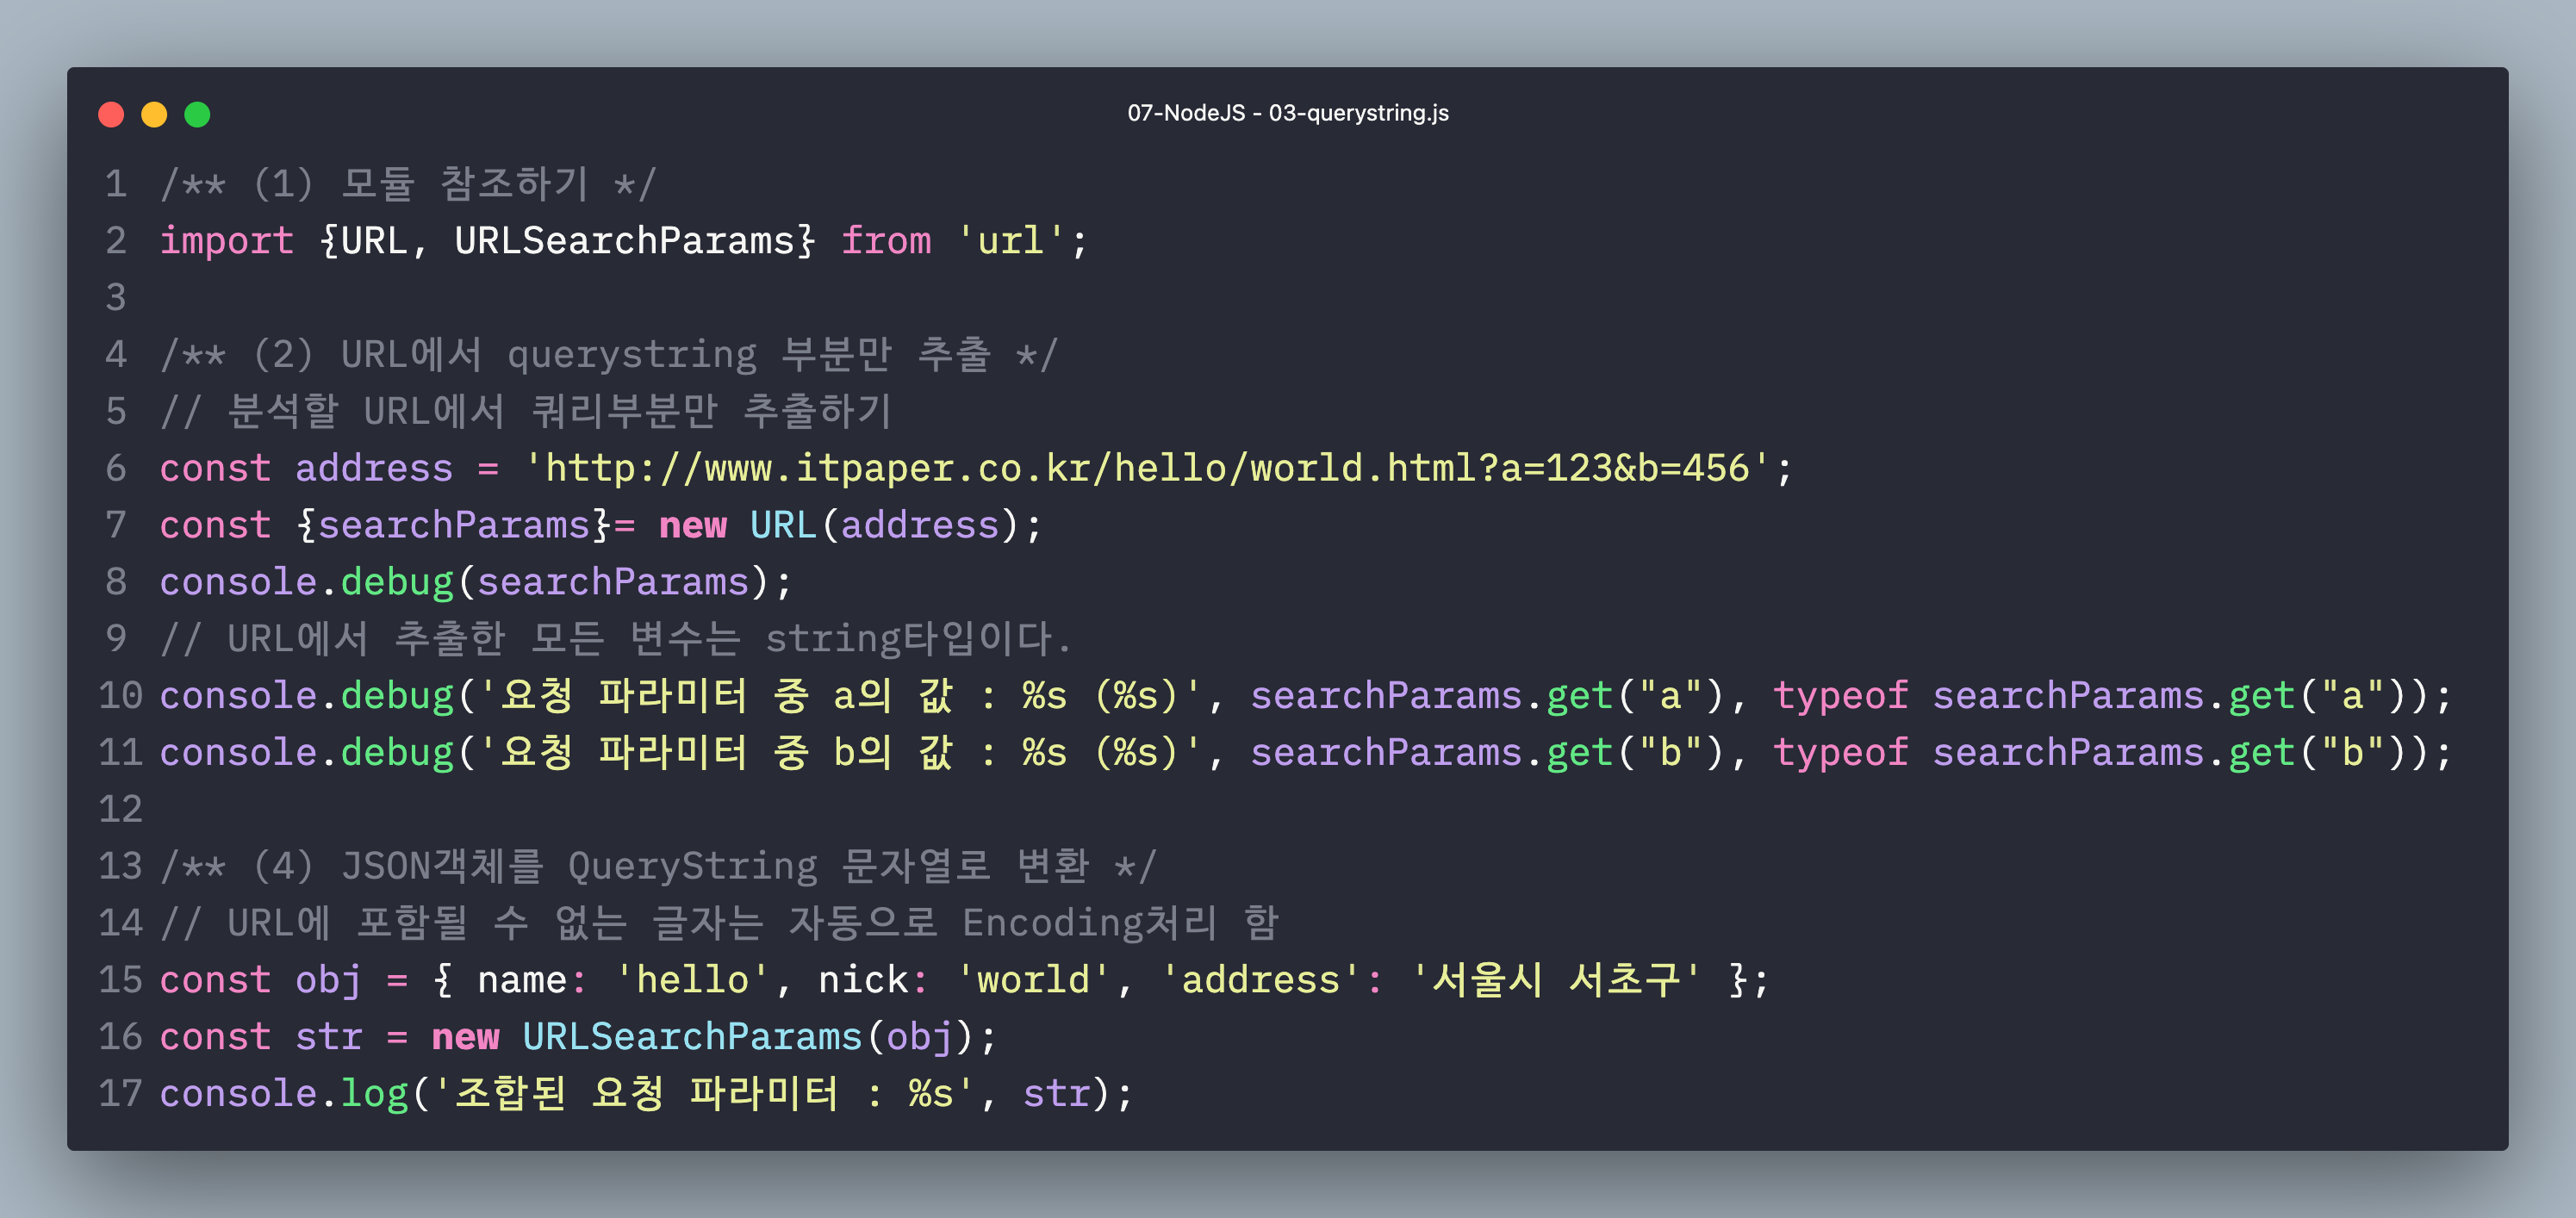 07-NodeJS - 03-querystring.js
1 /** (1) 모듈 참조하기 */
2 import {URL, URLSearchParams} from 'url';
3
4 /** (2) URL에서 querystring 부분만 추출 */
5 // 분석할 URL에서 쿼리부분만 추출하기
6 const address = 'http://www.itpaper.co.kr/hello/world.html?a=123&b=456';
7 const {searchParams}= new URL(address);
8 console.debug(searchParams);
9 // URL에서 추출한 모든 변수는 string타입이다.
10 console.debug('요청 파라미터 중 a의 값 : %s (%s)', searchParams.get("a"), typeof searchParams.get("a"));
11 console.debug('요청 파라미터 중 b의 값 : %s (%s)', searchParams.get("b"), typeof searchParams.get("b"));
12
13 /** (4) JSON객체를 QueryString 문자열로 변환 */
14 // URL에 포함될 수 없는 글자는 자동으로 Encoding처리 함
15 const obj = { name: 'hello', nick: 'world', 'address': '서울시 서초구' };
16 const str = new URLSearchParams(obj);
17 console.log('조합된 요청 파라미터 : %s', str);